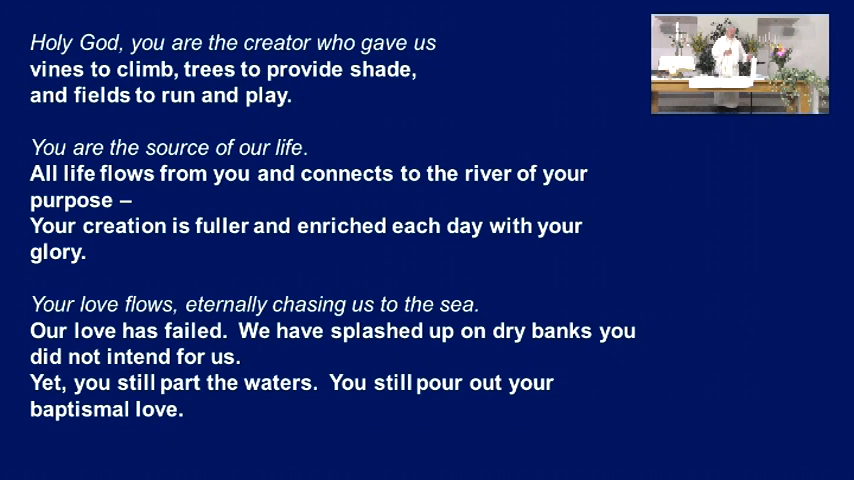 Holy God, you are the creator who gave us
vines to climb, trees to provide shade,
and fields to run and play.
You are the source of our life.
All life flows from you and connects to the river of your
purpose –
Your creation is fuller and enriched each day with your
glory.
Your love flows, eternally chasing us to the sea.
Our love has failed.  We have splashed up on dry banks you
did not intend for us.
Yet, you still part the waters.  You still pour out your
baptismal love.